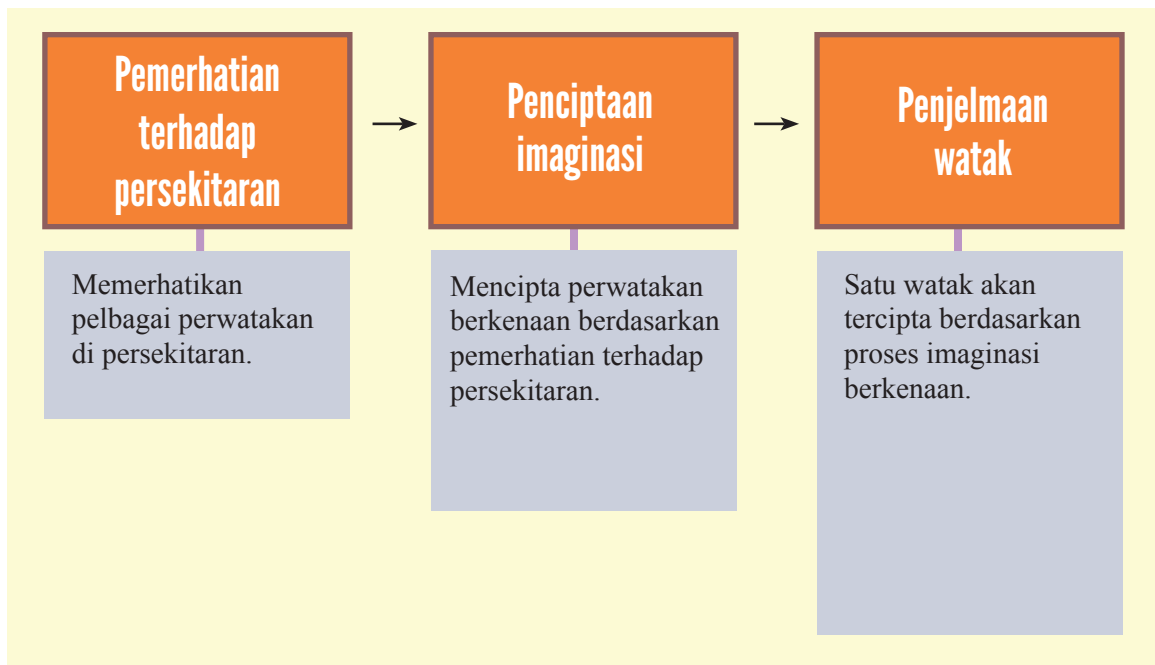 Pemerhatian
terhadap
persekitaran
Penciptaan
imaginasi
Penjelmaan
watak
Memerhatikan
pelbagai perwatakan
di persekitaran.
Mencipta perwatakan
berkenaan berdasarkan
pemerhatian terhadap
persekitaran.
Satu watak akan
tercipta berdasarkan
proses imaginasi
berkenaan.